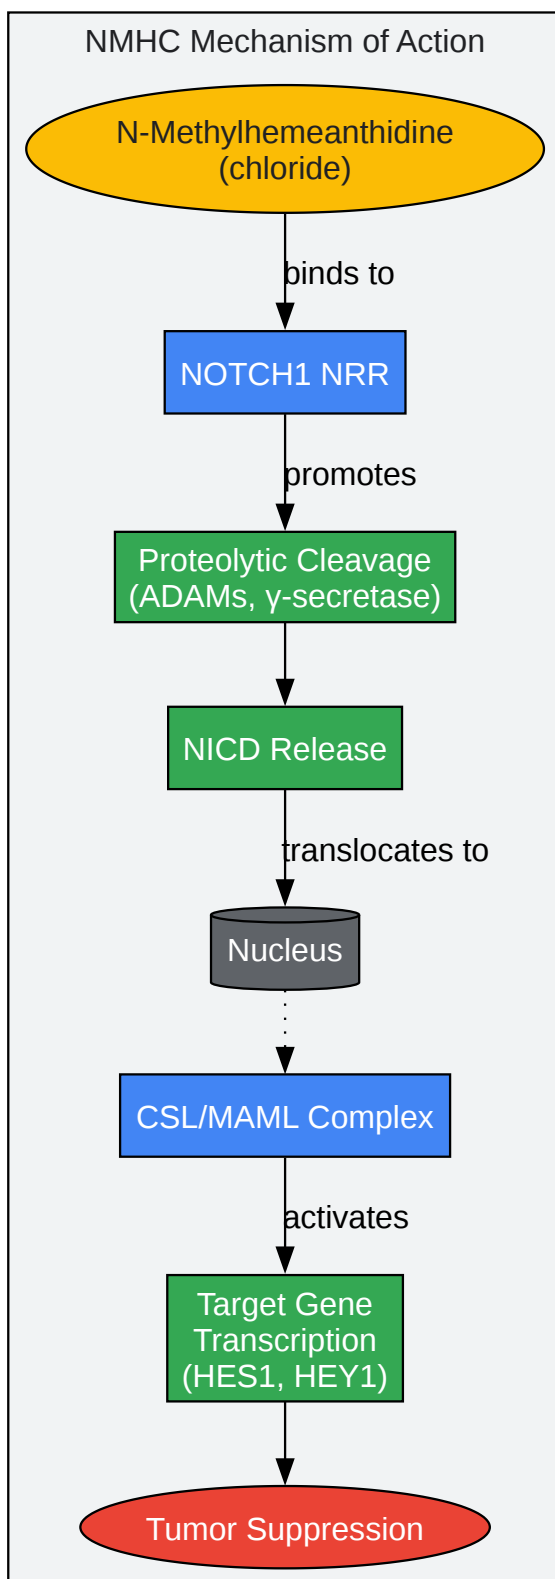 NMHC Mechanism of Action
N-Methylhemeanthidine
(chloride)
binds to
NOTCH1 NRR
promotes
Proteolytic Cleavage
(ADAMs, γ-secretase)
NICD Release
translocates to
Nucleus
CSL/MAML Complex
activates
Target Gene
Transcription
(HES1, HEY1)
Tumor Suppression